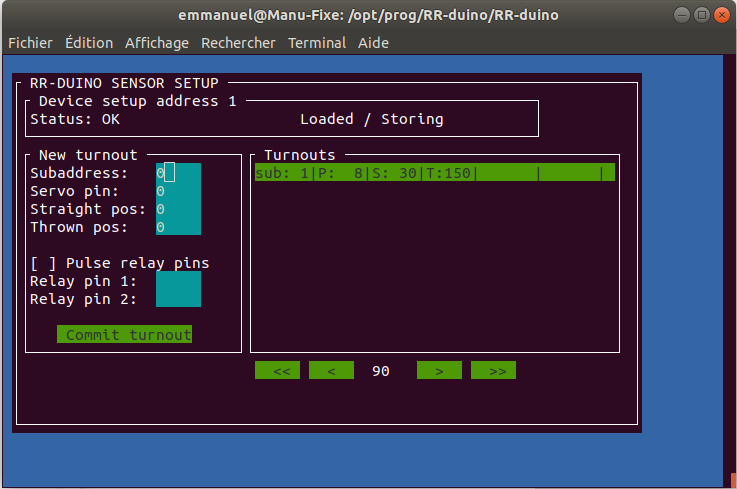 emmanuel@Manu-Fixe: /opt/prog/RR-duino/RR-duino
Fichier Édition Affichage Rechercher Terminal Aide
RR-DUINO SENSOR SETUP
Device setup address 1
Status: OK Loaded / Storing
New turnout
Subaddress: 0
Servo pin: 0
Straight pos: 0
Thrown pos: 0
[ ] Pulse relay pins
Relay pin 1:
Relay pin 2:
Commit turnout
Turnouts
sub: 1|P: 8|S: 30|T:150| | |
<< < 90 > >>